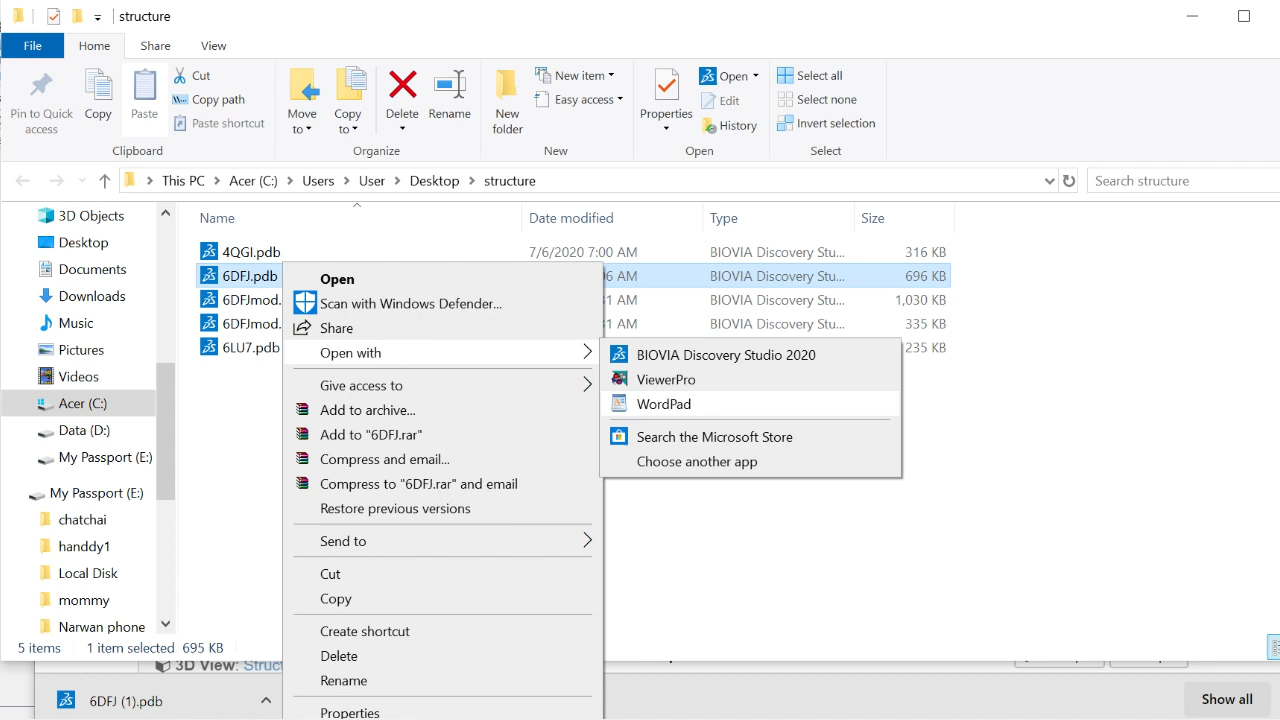 structure
File Home Share View
Pin to Quick access
Copy
Paste
Cut
Copy path
Paste shortcut
Clipboard
Move to
Copy to
Delete
Rename
Organize
New folder
New item
Easy access
New
Properties
Open
Edit
History
Open
Select all
Select none
Invert selection
Select
This PC Acer (C:) Users User Desktop structure
Search structure
3D Objects
Desktop
Documents
Downloads
Music
Pictures
Videos
Acer (C:)
Data (D:)
My Passport (E:)
My Passport (E:)
chatchai
handdy1
Local Disk
mommy
Narwan phone
Name Date modified Type Size
4QGI.pdb 7/6/2020 7:00 AM BIOVIA Discovery Stu... 316 KB
6DFJ.pdb AM BIOVIA Discovery Stu... 696 KB
6DFJmod. AM BIOVIA Discovery Stu... 1,030 KB
6DFJmod. AM BIOVIA Discovery Stu... 335 KB
6LU7.pdb 235 KB
Open
Scan with Windows Defender...
Share
Open with
Give access to
Add to archive...
Add to "6DFJ.rar"
Compress and email...
Compress to "6DFJ.rar" and email
Restore previous versions
Send to
Cut
Copy
Create shortcut
Delete
Rename
Properties
BIOVIA Discovery Studio 2020
ViewerPro
WordPad
Search the Microsoft Store
Choose another app
5 items 1 item selected 695 KB
3D View: Struct
6DFJ (1).pdb
Show all